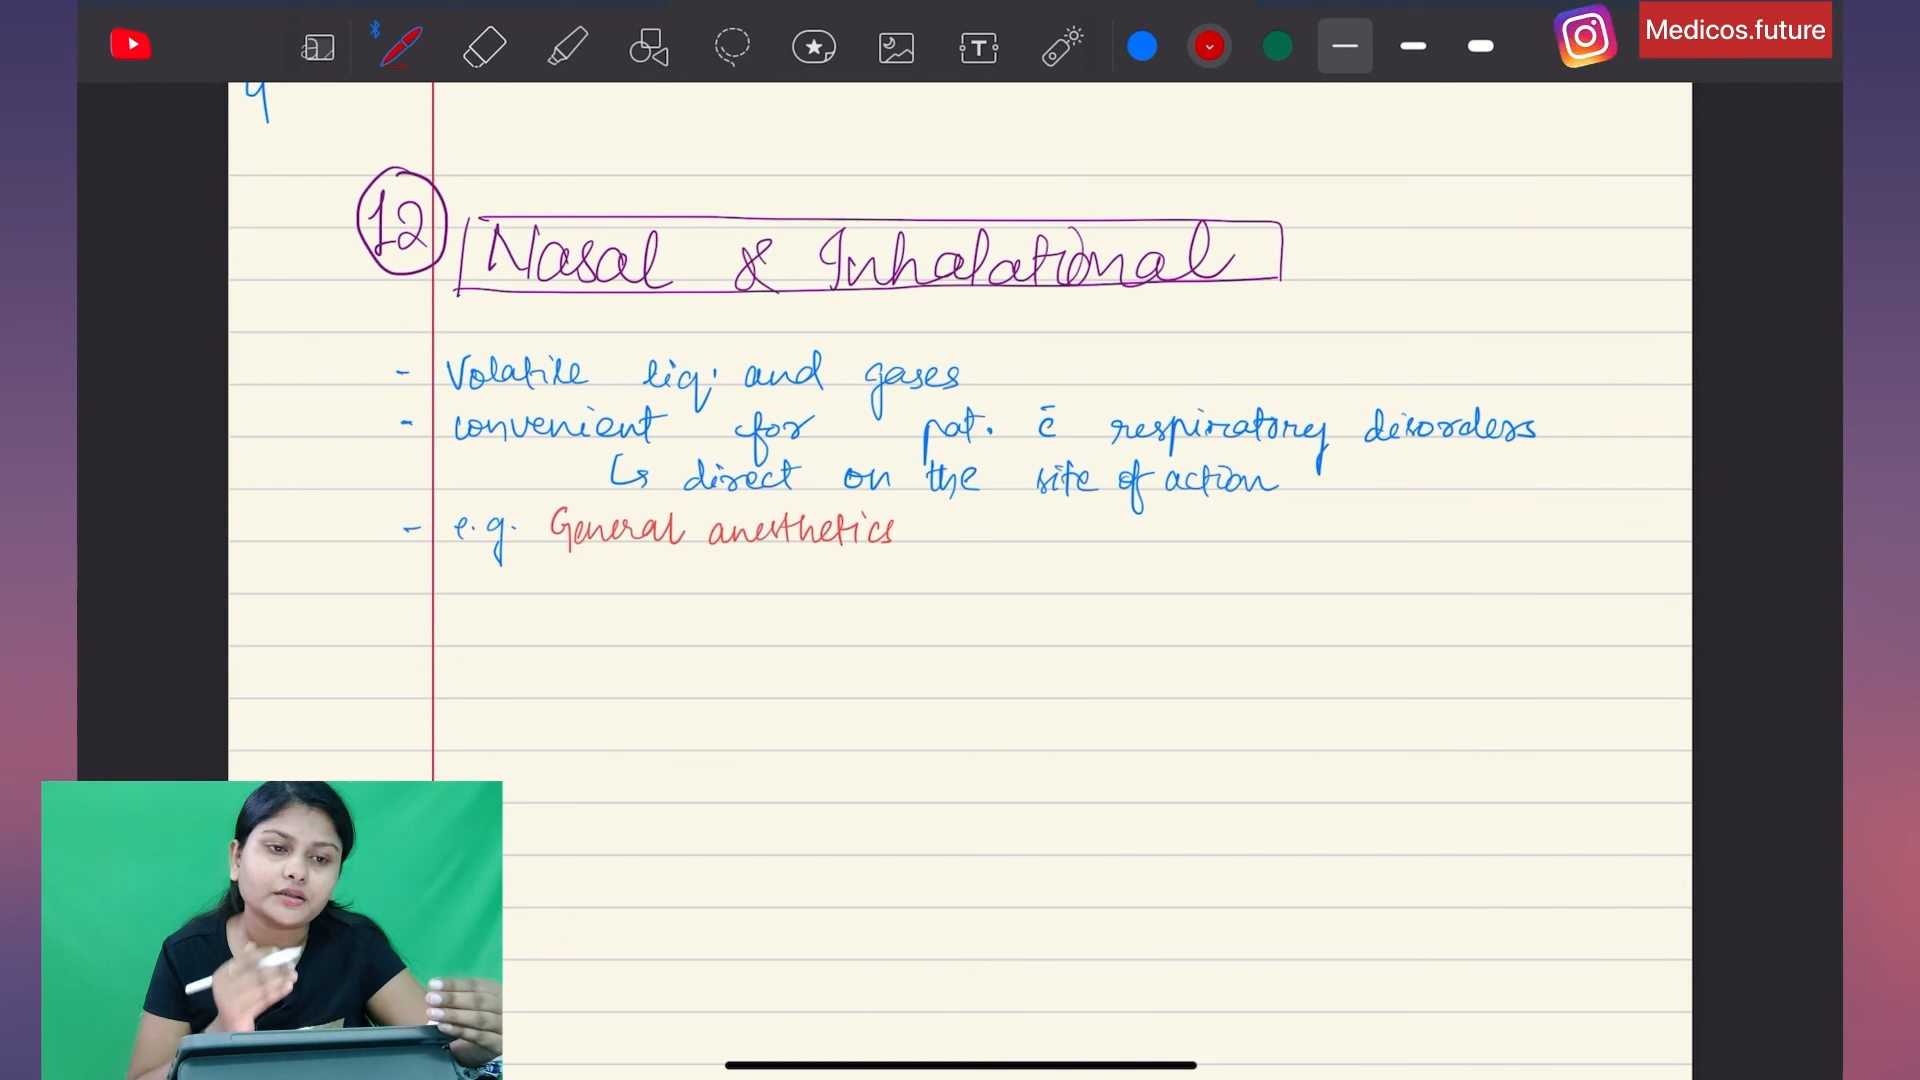 Medicos.future
12
Nasal & Inhalational
- Volatile liq. and gases
- convenient for pat. c̄ respiratory disorders
↳ direct on the site of action
- e.g. General anesthetics